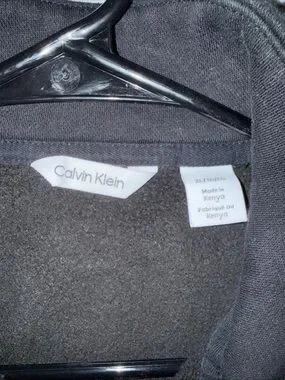 Calvin Klein
Made in
Kenya
Fabriqué au
Kenya